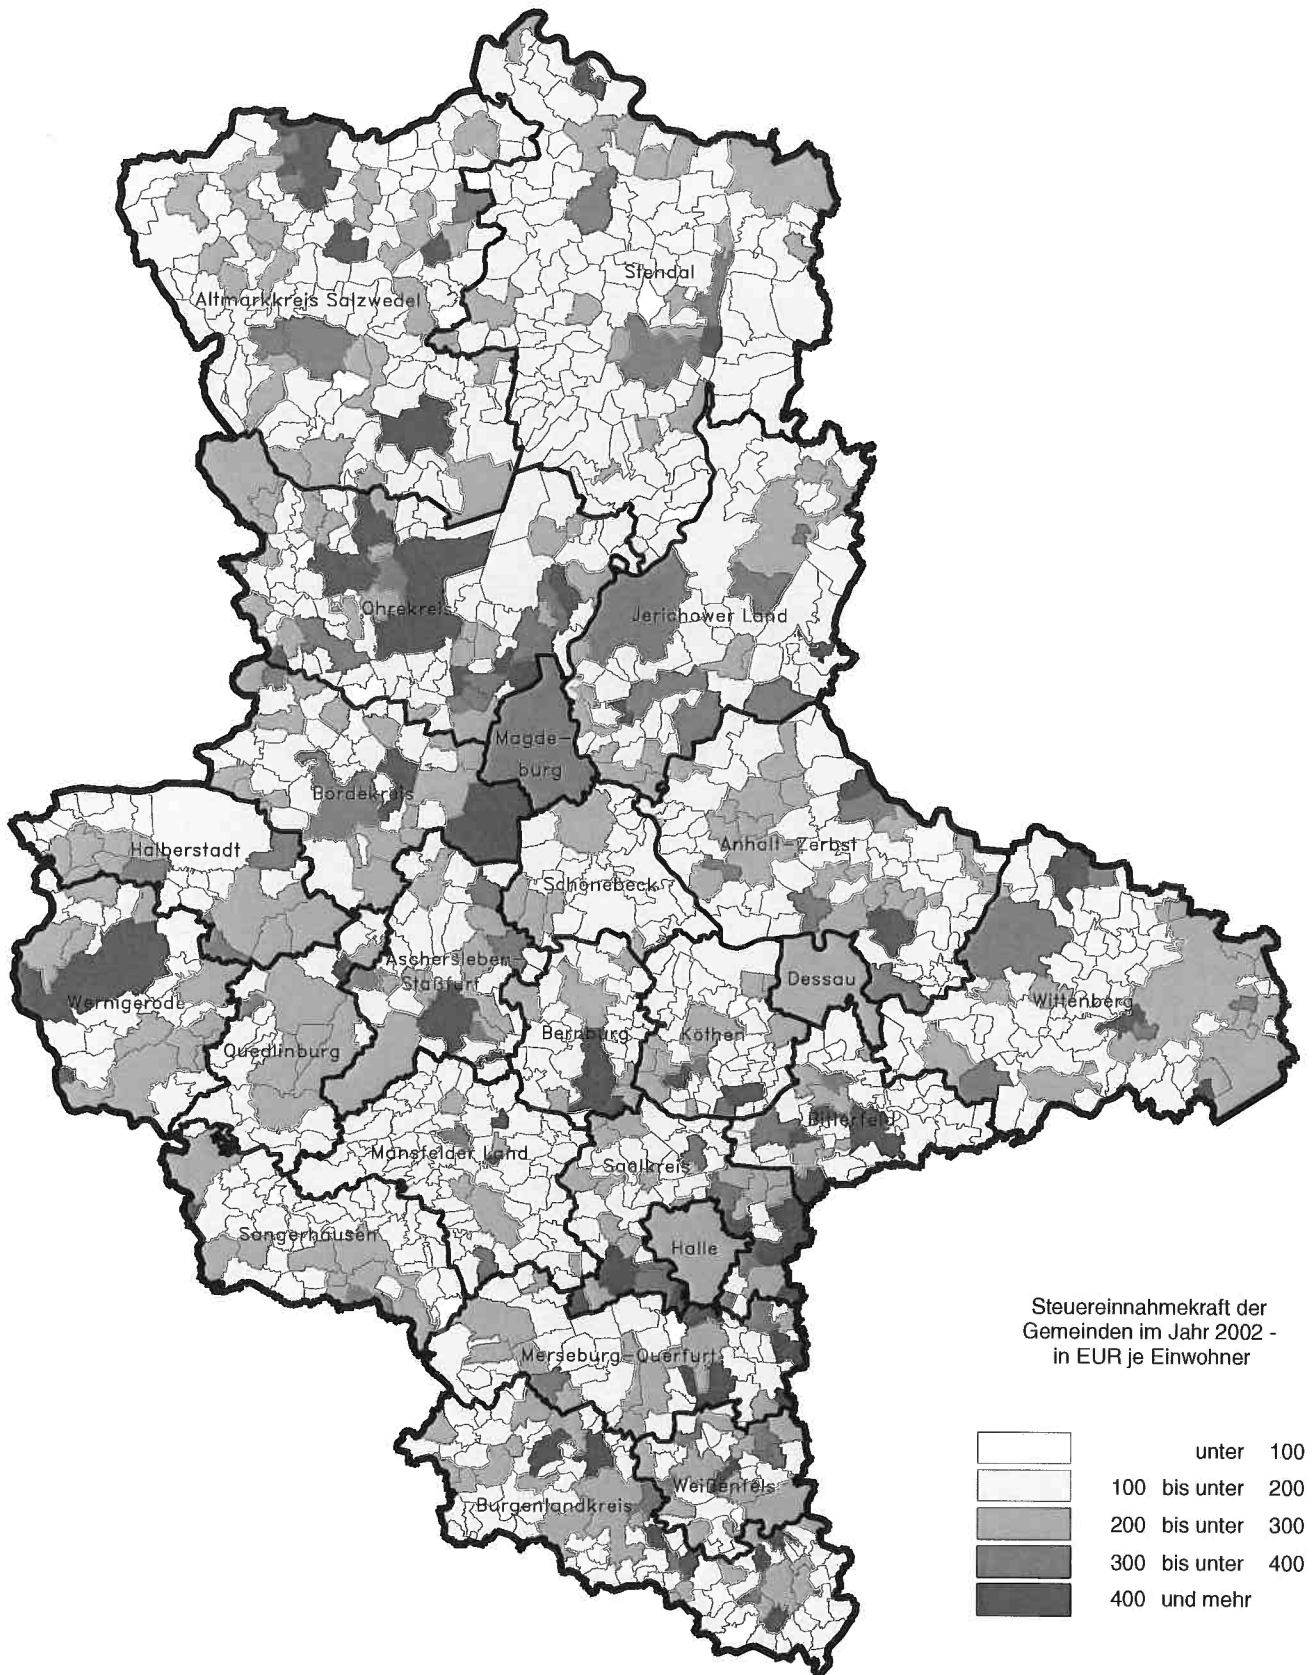 Stendal
Altmarkkreis Salzwedel
Ohrekreis
Jerichower Land
Magde-
burg
Bördekreis
Halberstadt
Anhalt-Zerbst
Schönebeck
Aschersleben-
Staßfurt
Dessau
Wernigerode
Wittenberg
Bernburg
Köthen
Quedlinburg
Bitterfeld
Mansfelder Land
Saalkreis
Sangerhausen
Halle
Steuereinnahmekraft der
Gemeinden im Jahr 2002 -
in EUR je Einwohner
Merseburg-Querfurt
Weißenfels
Burgenlandkreis
unter 100
100 bis unter 200
200 bis unter 300
300 bis unter 400
400 und mehr